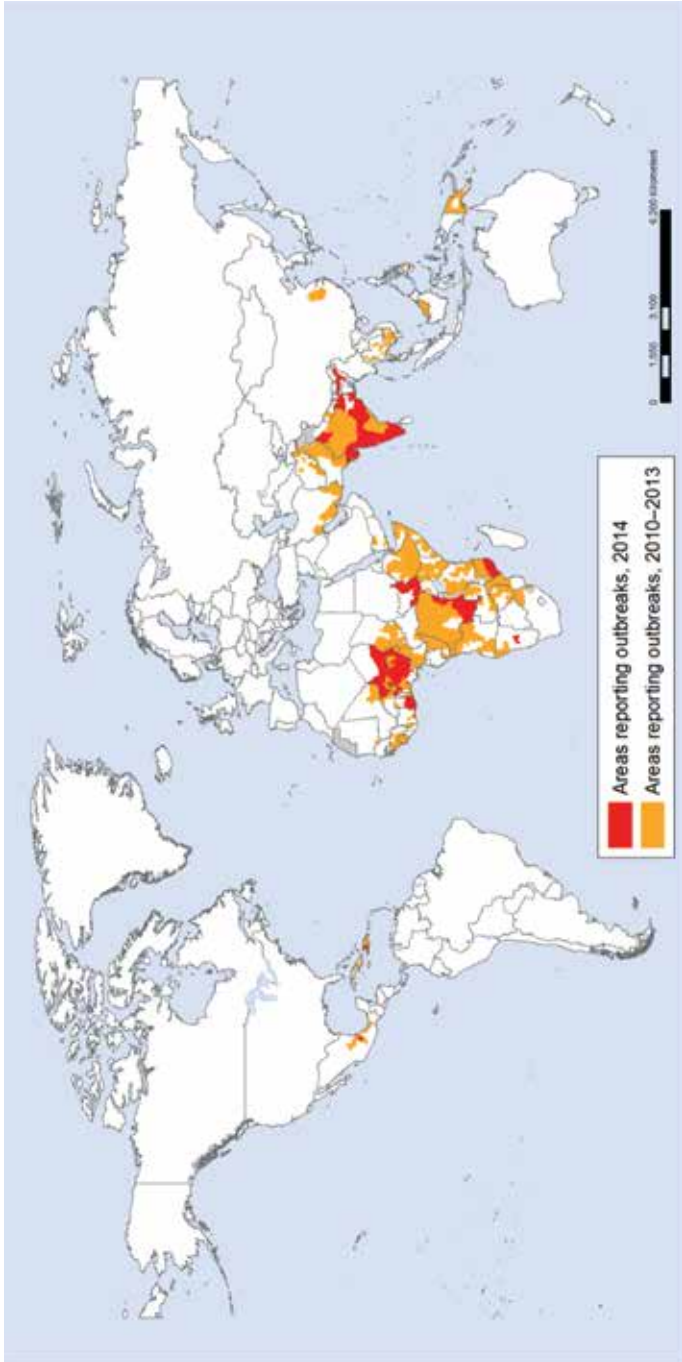 Areas reporting outbreaks, 2014
Areas reporting outbreaks, 2010–2013
0 1,550 3,100 6,200 Kilometers